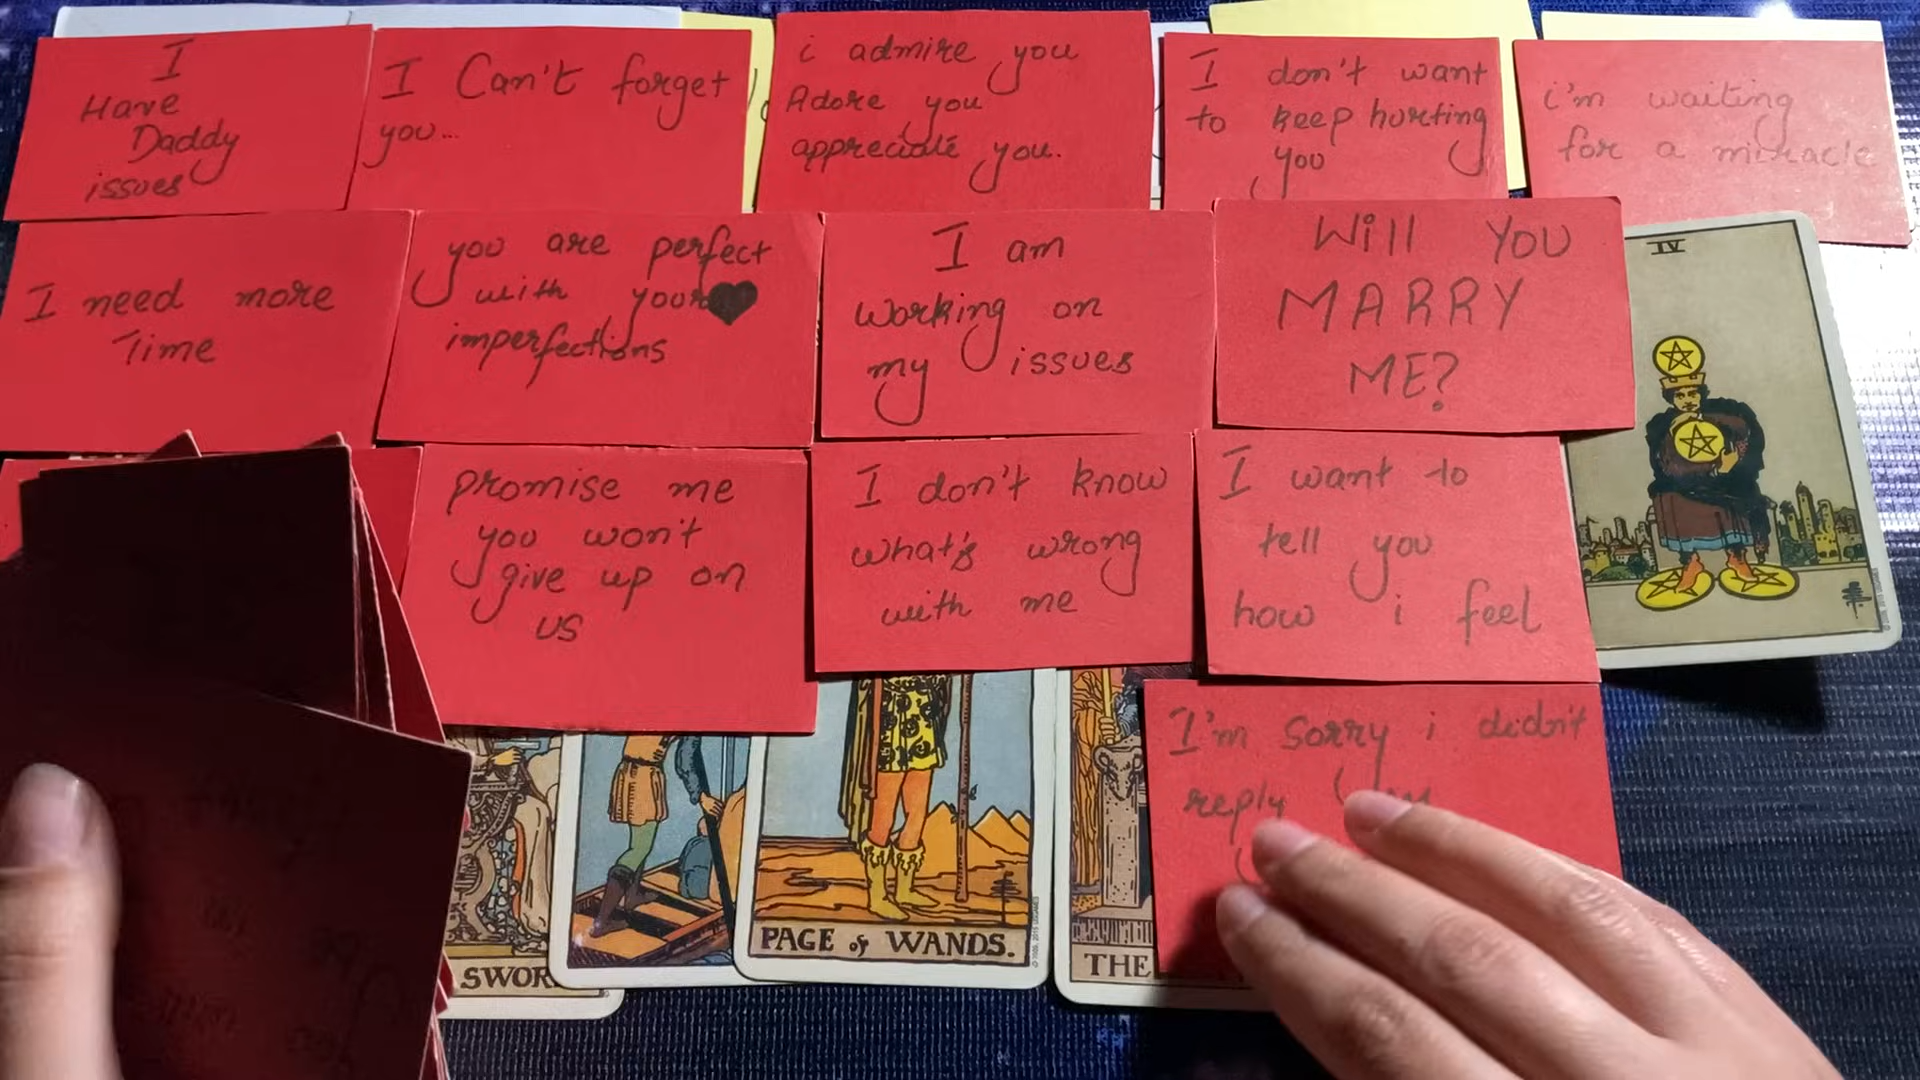 I
Have
Daddy
issues
I Can't forget
you...
i admire you
Adore you
appreciate you.
I don't want
to keep hurting
you
i'm waiting
for a miracle
I need more
Time
you are perfect
with your
imperfections
I am
working on
my issues
Will YOU
MARRY
ME?
IV
promise me
you won't
give up on
us
I don't know
what's wrong
with me
I want to
tell you
how i feel
I'm sorry i didn't
reply
PAGE of WANDS.
THE